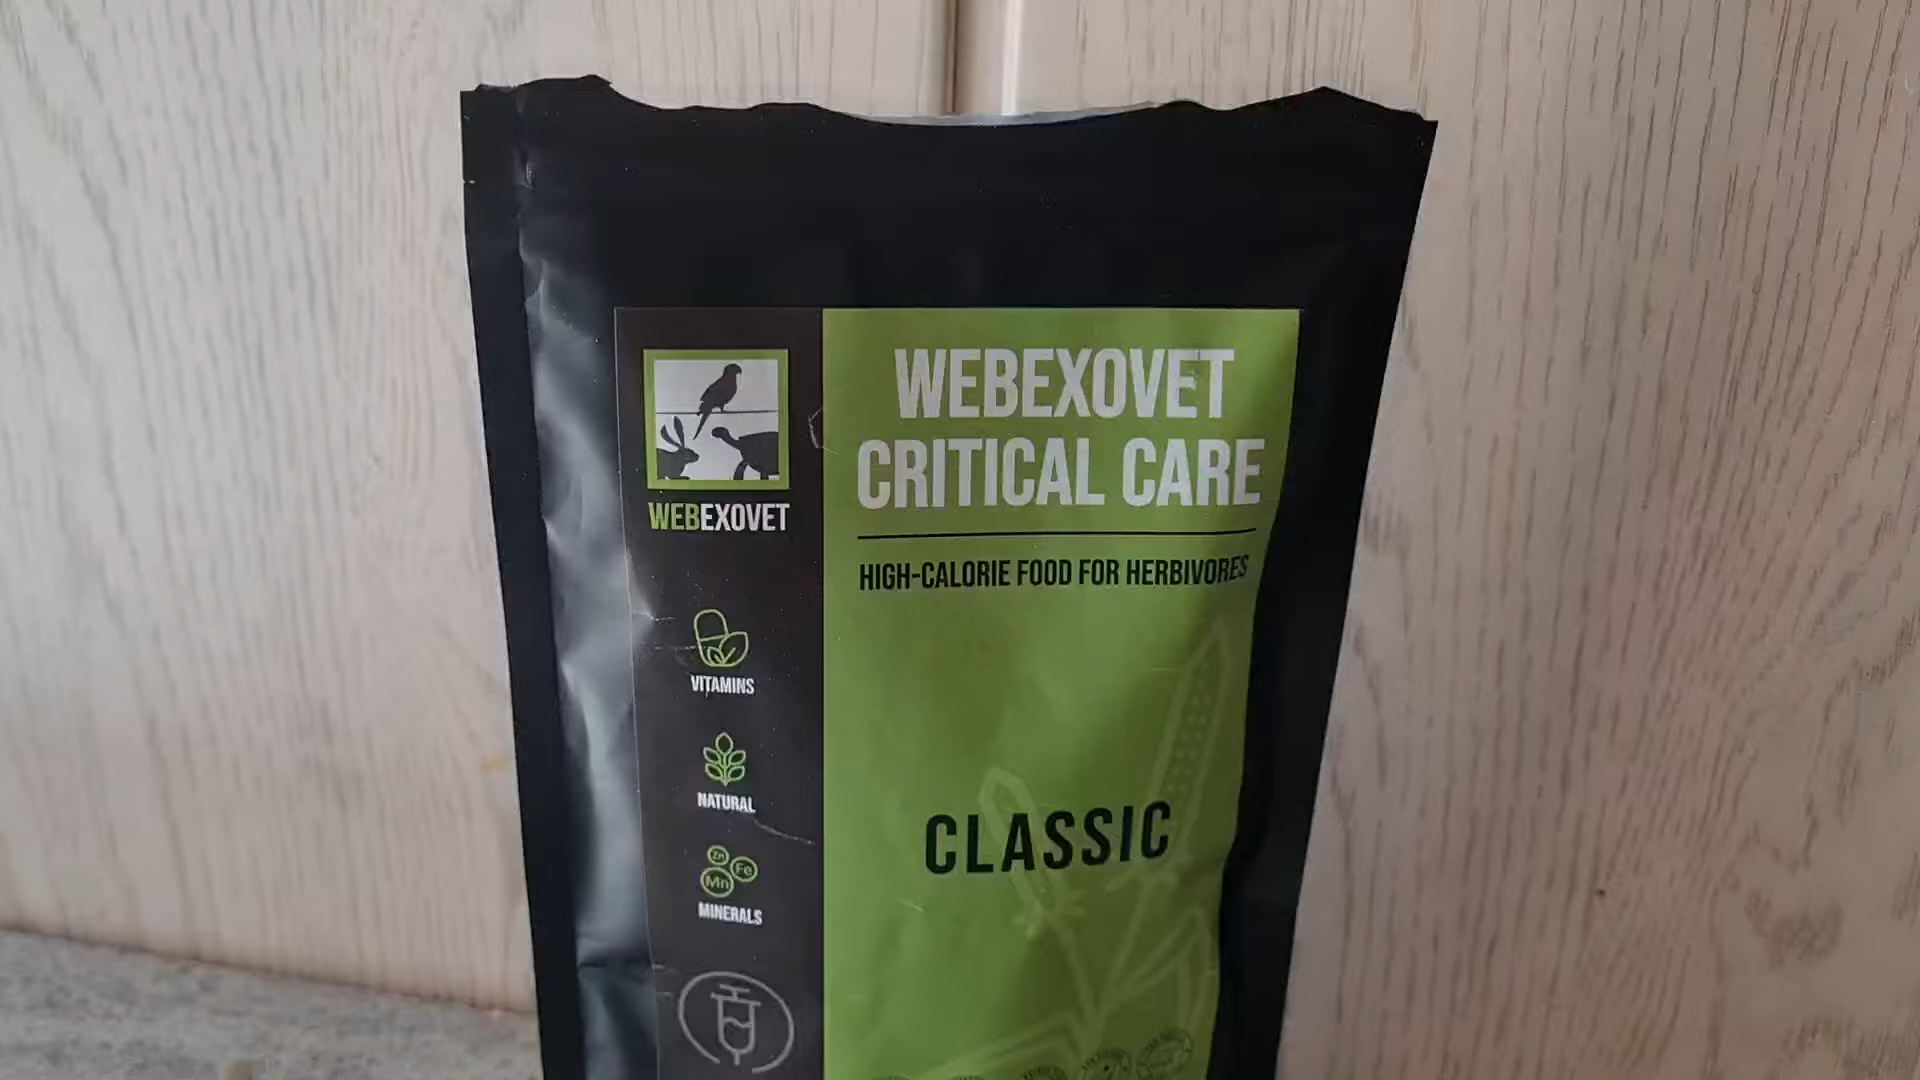 WEBEXOVET
CRITICAL CARE
HIGH-CALORIE FOOD FOR HERBIVORES
CLASSIC
WEBEXOVET
VITAMINS
NATURAL
Zn
Fe
Mn
MINERALS